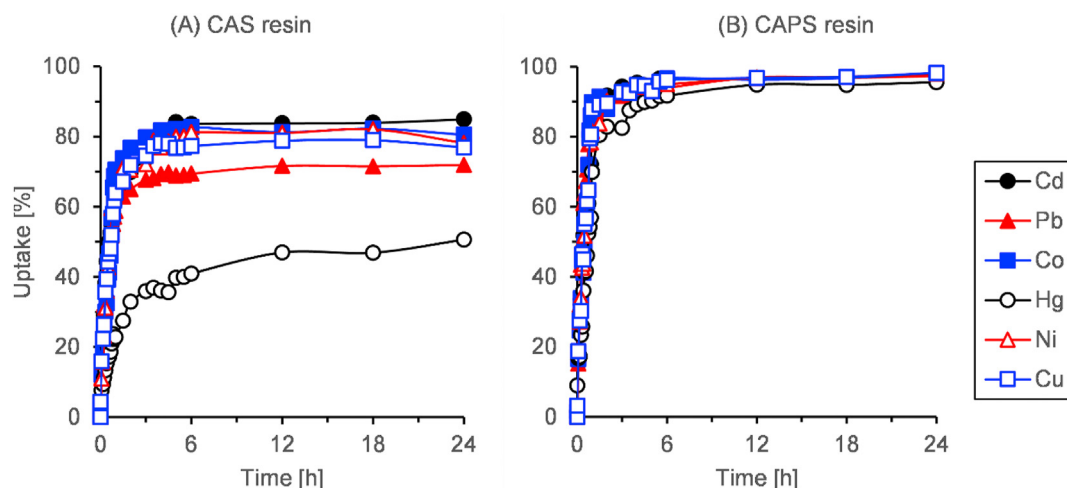 (A) CAS resin
(B) CAPS resin
Uptake [%]
100
80
60
40
20
0
0 6 12 18 24
Time [h]
100
80
60
40
20
0
0 6 12 18 24
Time [h]
Cd
Pb
Co
Hg
Ni
Cu